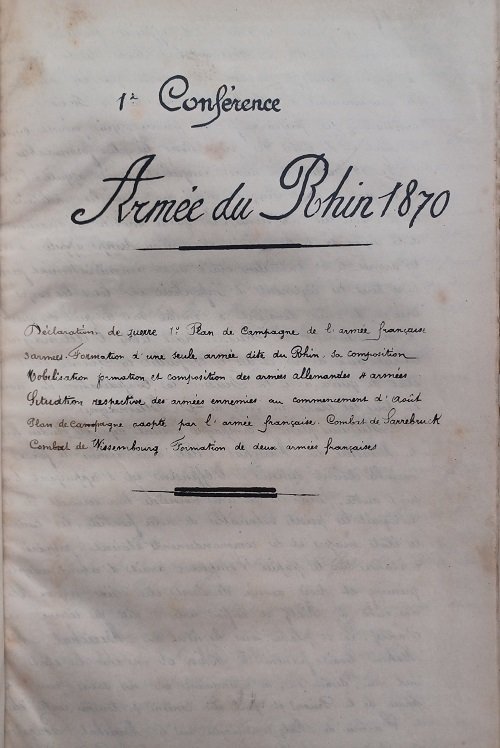 1re Conférence
Armée du Rhin 1870
Déclaration de guerre 1er Plan de Campagne de l'armée française
3 armées. Formation d'une seule armée dite du Rhin. Sa composition
Mobilisation formation et composition des armées allemandes 4 armées
Situation respective des armées ennemies au commencement d'Août
Plan de campagne adopté par l'armée française. Combat de Sarrebruck
Combat de Wissembourg. Formation de deux armées françaises